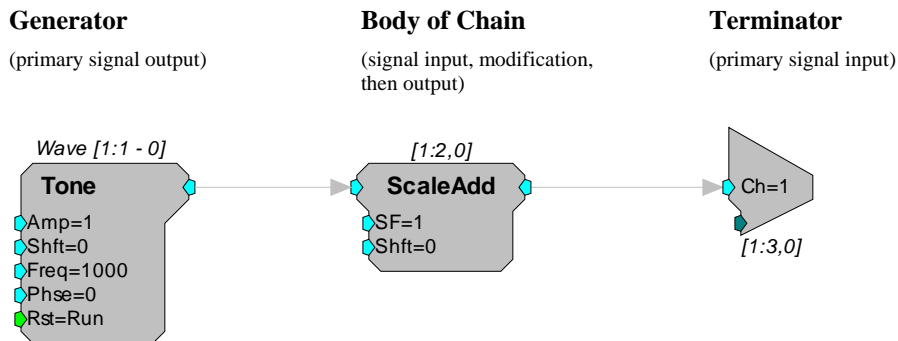 Generator
(primary signal output)
Body of Chain
(signal input, modification,
then output)
Terminator
(primary signal input)
Wave [1:1 - 0]
Tone
Amp=1
Shft=0
Freq=1000
Phse=0
Rst=Run
[1:2,0]
ScaleAdd
SF=1
Shft=0
Ch=1
[1:3,0]